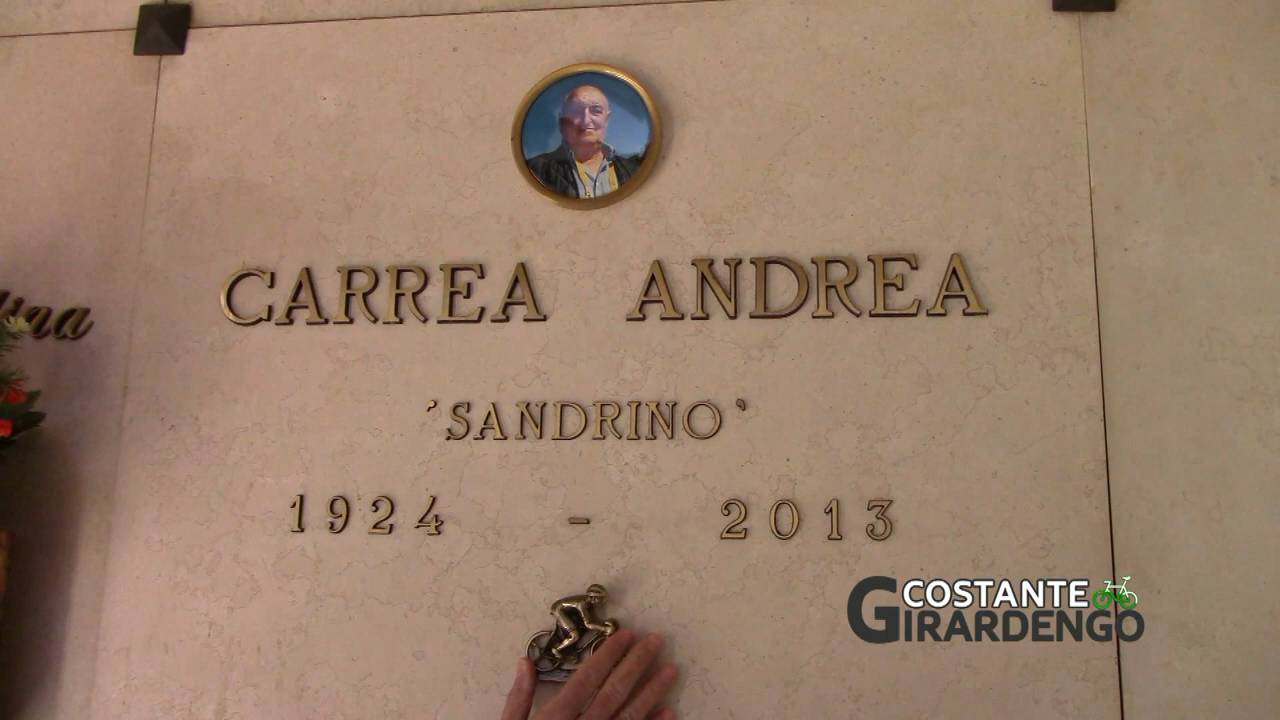 CARREA ANDREA
'SANDRINO'
1924 - 2013
COSTANTE
GIRARDENGO